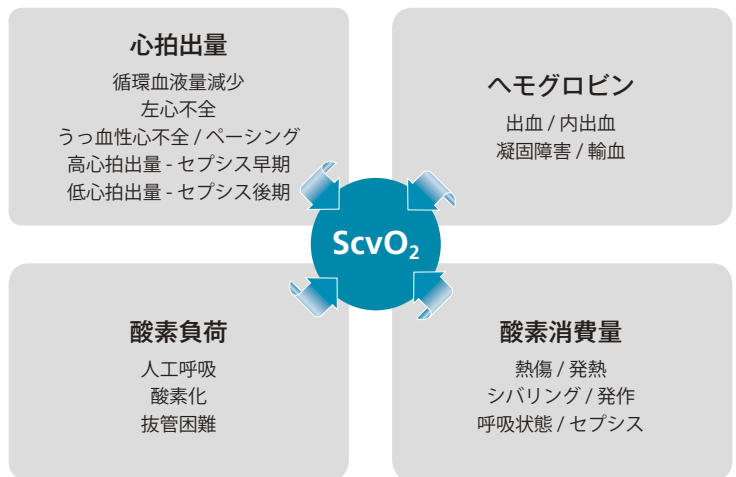 心拍出量
循環血液量減少
左心不全
うっ血性心不全 / ペーシング
高心拍出量 - セプシス早期
低心拍出量 - セプシス後期
ヘモグロビン
出血 / 内出血
凝固障害 / 輸血
ScvO₂
酸素負荷
人工呼吸
酸素化
抜管困難
酸素消費量
熱傷 / 発熱
シバリング / 発作
呼吸状態 / セプシス